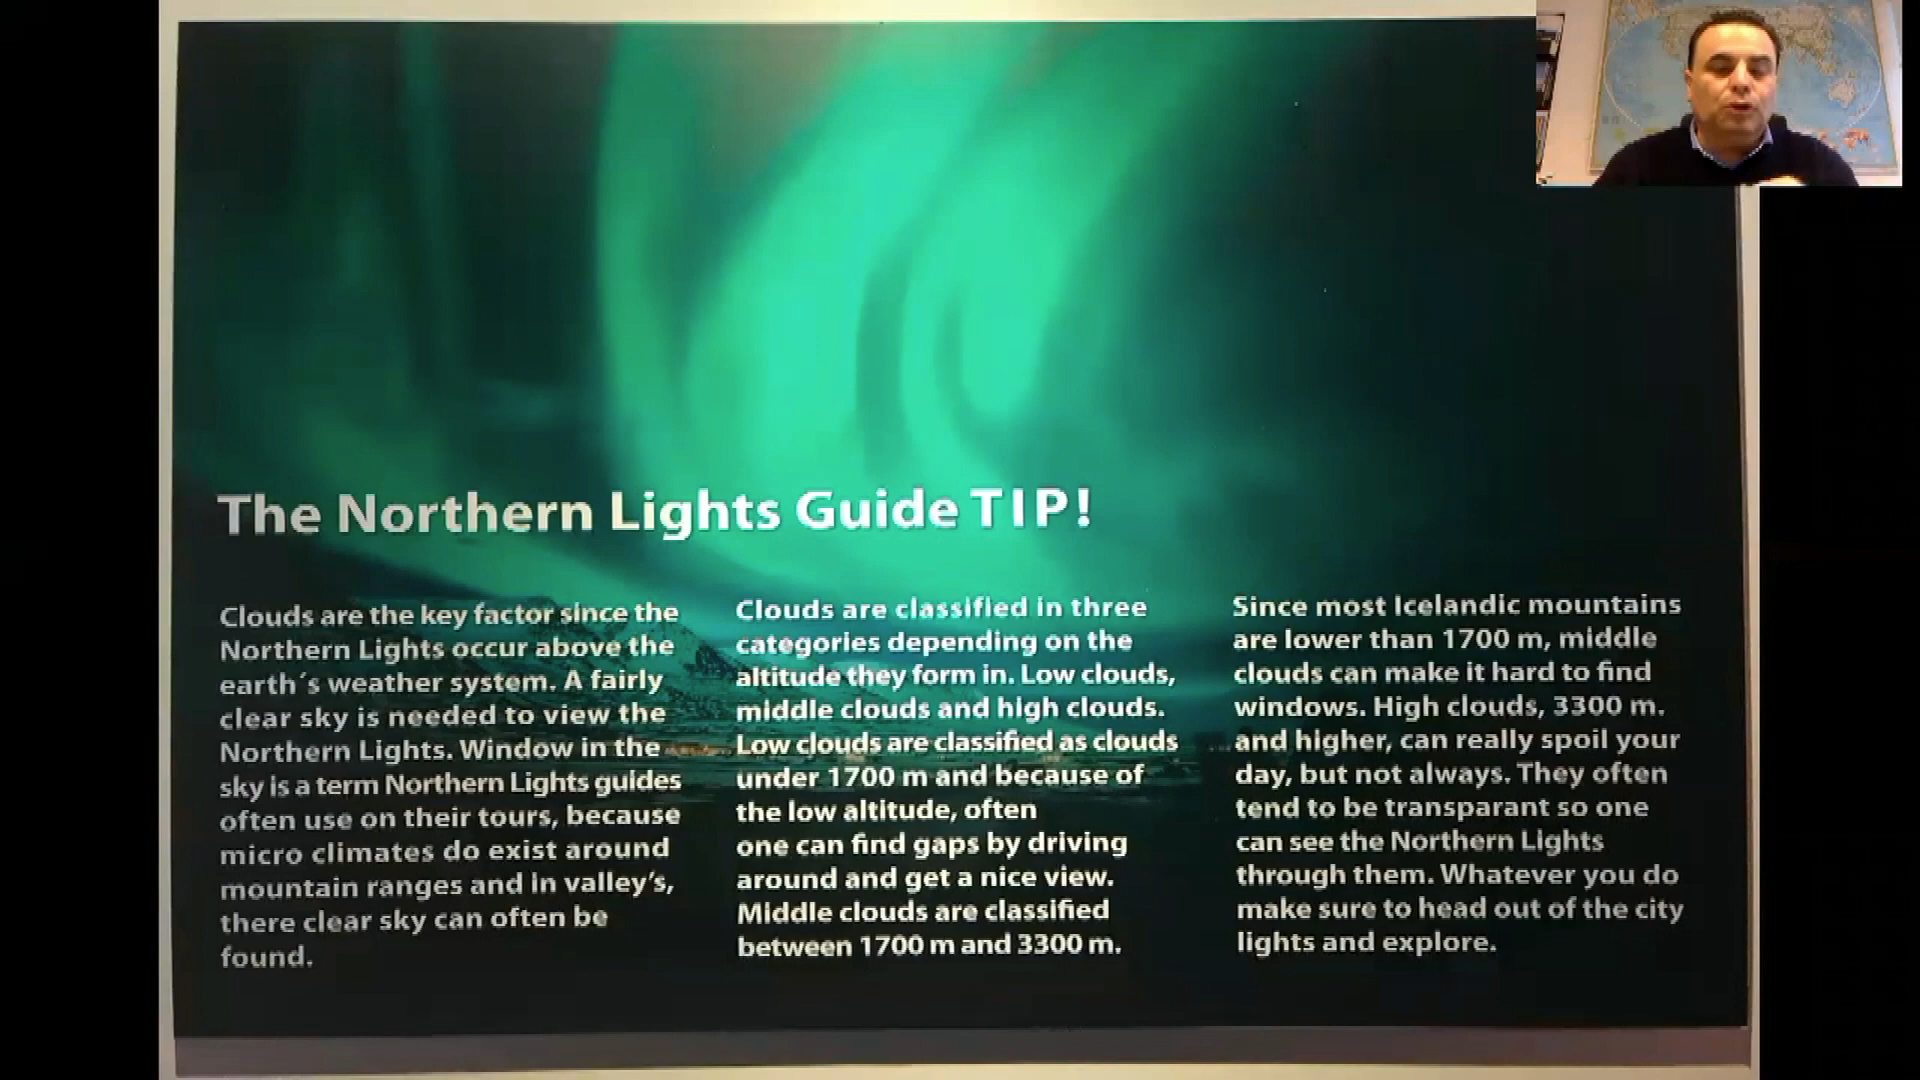 The Northern Lights Guide TIP!
Clouds are the key factor since the
Northern Lights occur above the
earth´s weather system. A fairly
clear sky is needed to view the
Northern Lights. Window in the
sky is a term Northern Lights guides
often use on their tours, because
micro climates do exist around
mountain ranges and in valley's,
there clear sky can often be
found.
Clouds are classified in three
categories depending on the
altitude they form in. Low clouds,
middle clouds and high clouds.
Low clouds are classified as clouds
under 1700 m and because of
the low altitude, often
one can find gaps by driving
around and get a nice view.
Middle clouds are classified
between 1700 m and 3300 m.
Since most Icelandic mountains
are lower than 1700 m, middle
clouds can make it hard to find
windows. High clouds, 3300 m.
and higher, can really spoil your
day, but not always. They often
tend to be transparant so one
can see the Northern Lights
through them. Whatever you do
make sure to head out of the city
lights and explore.